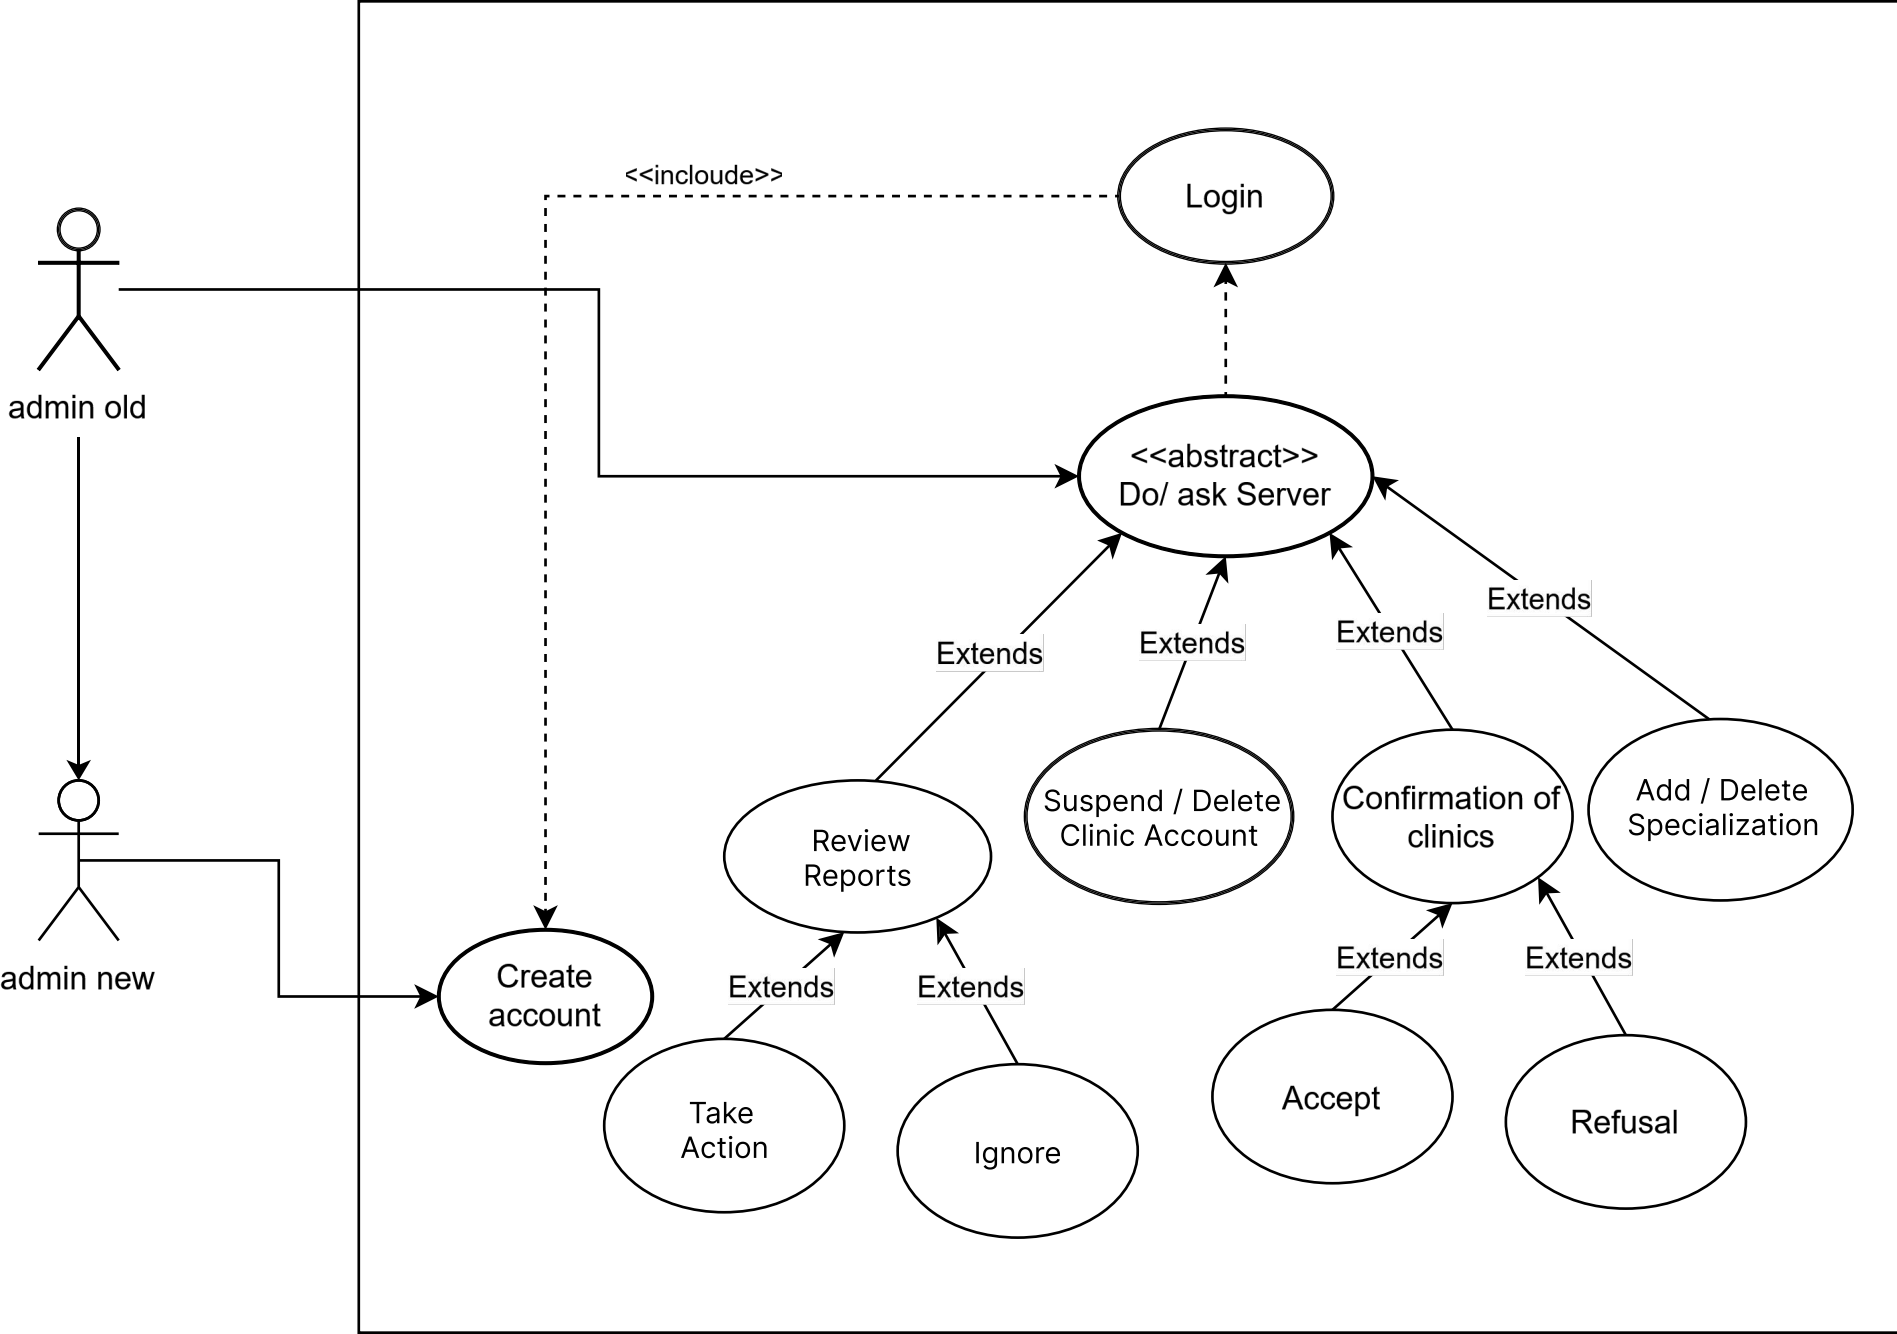 <<incloude>>
Login
admin old
<<abstract>>
Do/ ask Server
Extends
Extends
Extends
Extends
Review
Reports
Suspend / Delete
Clinic Account
Confirmation of
clinics
Add / Delete
Specialization
admin new
Create
account
Extends
Extends
Extends
Extends
Take
Action
Ignore
Accept
Refusal